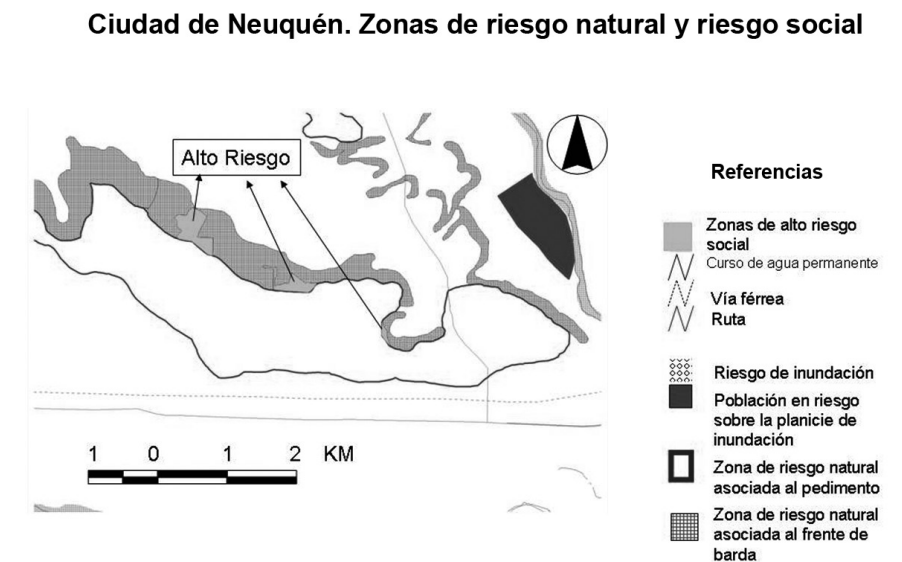 Ciudad de Neuquén. Zonas de riesgo natural y riesgo social
Alto Riesgo
Referencias
Zonas de alto riesgo
social
Curso de agua permanente
Vía férrea
Ruta
Riesgo de inundación
Población en riesgo
sobre la planicie de
inundación
Zona de riesgo natural
asociada al pedimento
Zona de riesgo natural
asociada al frente de
barda
1 0 1 2 KM